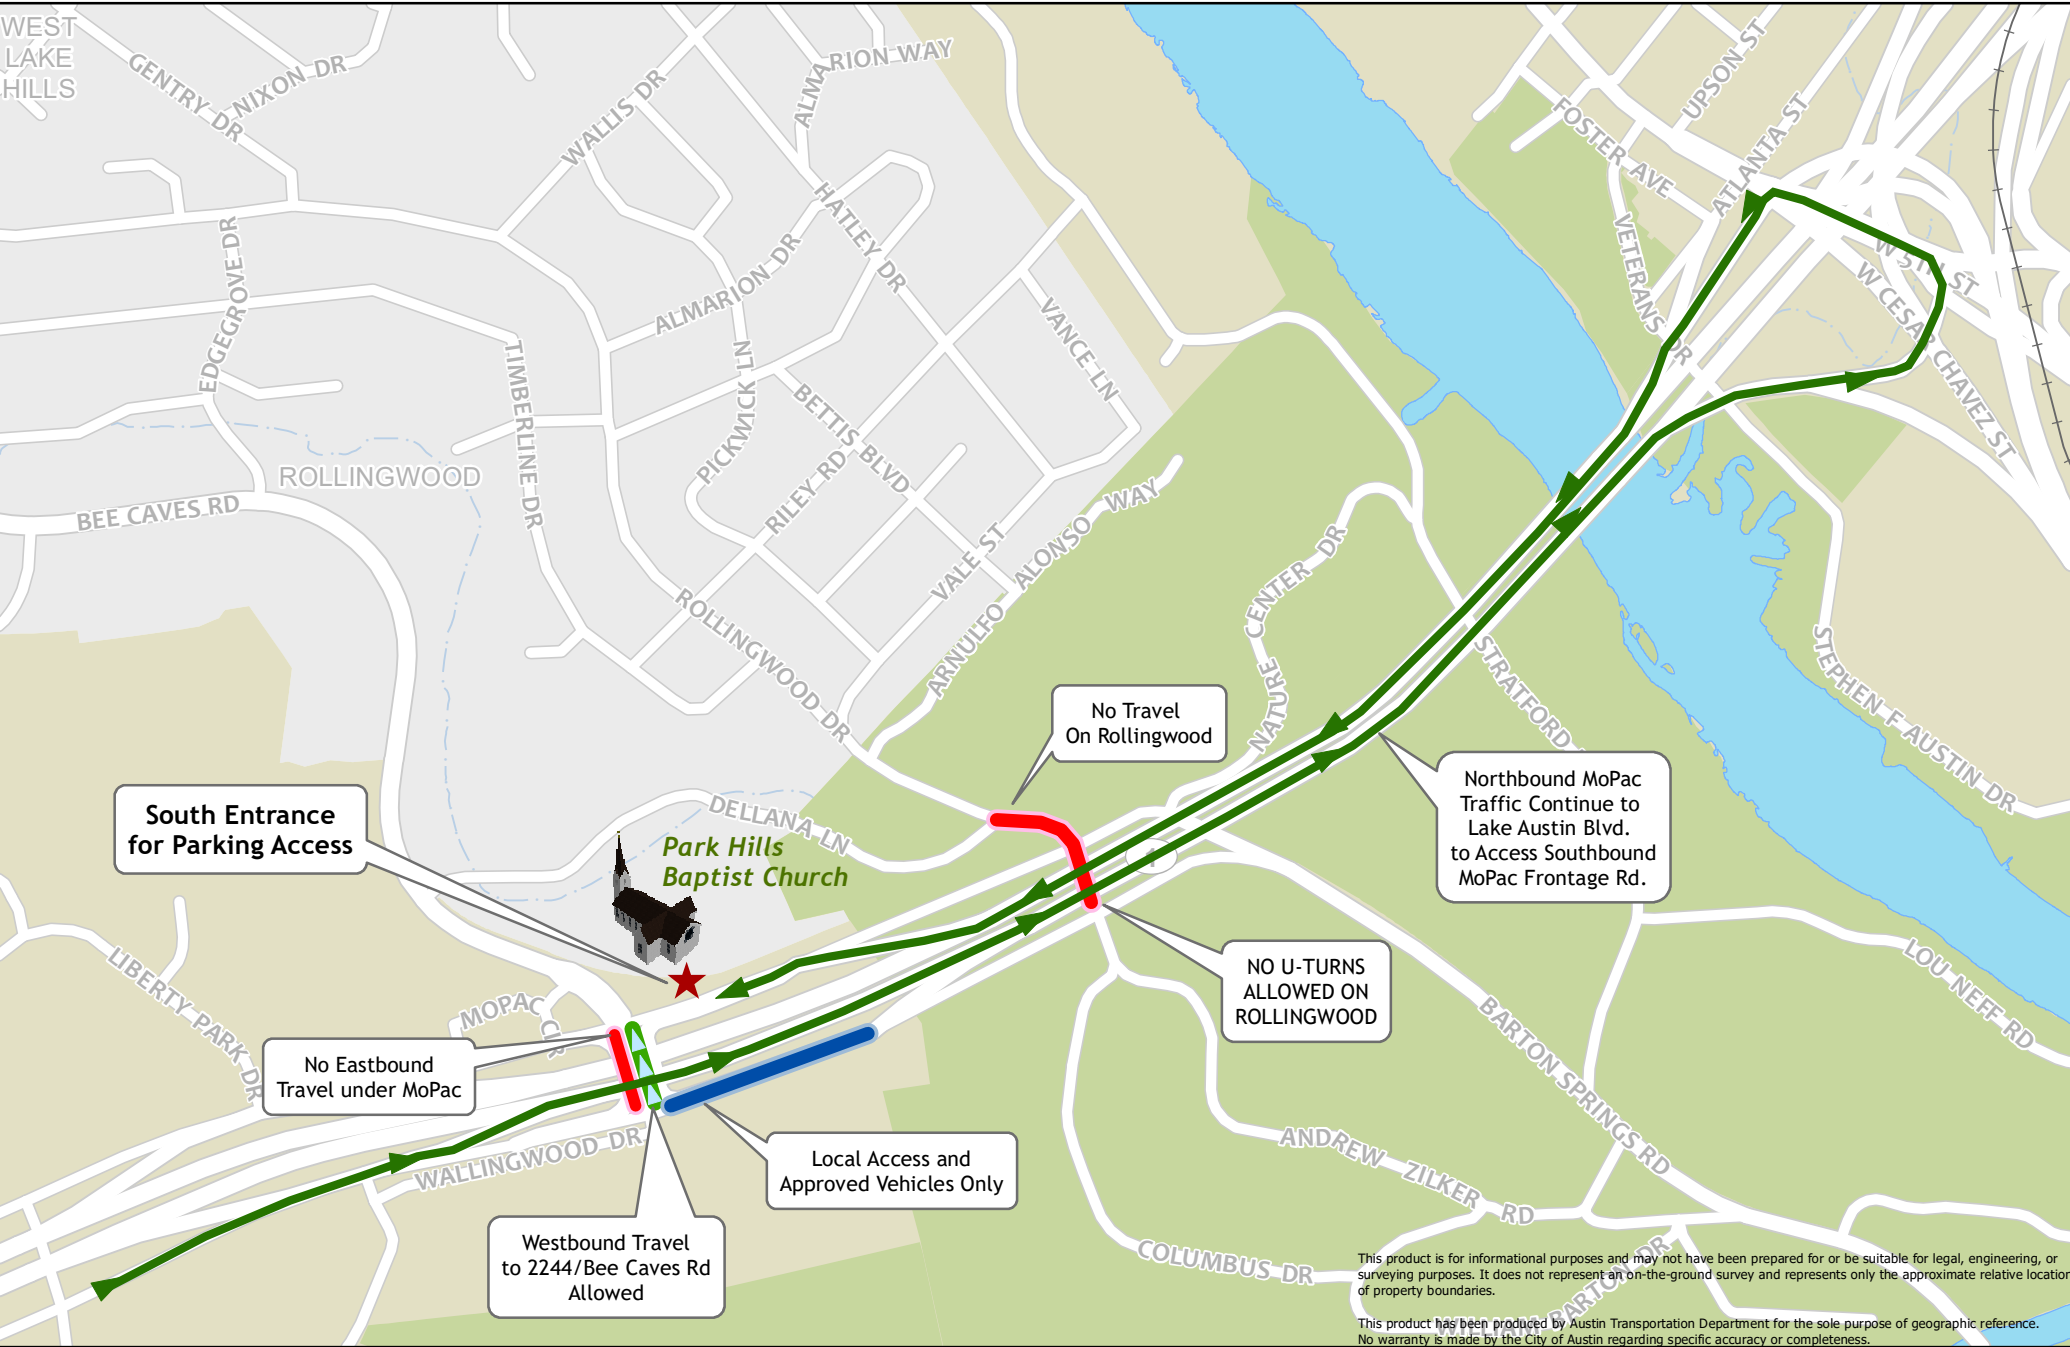 WEST
LAKE
HILLS
GENTRY DR
NIXON DR
WALLIS DR
ALMARION WAY
UPSON ST
FOSTER AVE
ATLANTA ST
HATLEY DR
EDGEGROVE DR
ALMARION DR
VETERANS DR
W 5TH ST
W CESAR CHAVEZ ST
VANCE LN
TIMBERLINE DR
PICKWICK LN
BETTIS BLVD
RILEY RD
ROLLINGWOOD
BEE CAVES RD
VALE ST
ARNULFO ALONSO WAY
NATURE CENTER DR
ROLLINGWOOD DR
STRATFORD
STEPHEN F AUSTIN DR
No Travel
On Rollingwood
Northbound MoPac
Traffic Continue to
Lake Austin Blvd.
to Access Southbound
MoPac Frontage Rd.
South Entrance
for Parking Access
DELLANA LN
Park Hills
Baptist Church
1
NO U-TURNS
ALLOWED ON
ROLLINGWOOD
LOU NEFF RD
LIBERTY PARK DR
MOPAC CIR
BARTON SPRINGS RD
No Eastbound
Travel under MoPac
WALLINGWOOD DR
Local Access and
Approved Vehicles Only
ANDREW ZILKER RD
Westbound Travel
to 2244/Bee Caves Rd
Allowed
COLUMBUS DR
WILLIAM BARTON DR
This product is for informational purposes and may not have been prepared for or be suitable for legal, engineering, or
surveying purposes. It does not represent an on-the-ground survey and represents only the approximate relative location
of property boundaries.
This product has been produced by Austin Transportation Department for the sole purpose of geographic reference.
No warranty is made by the City of Austin regarding specific accuracy or completeness.